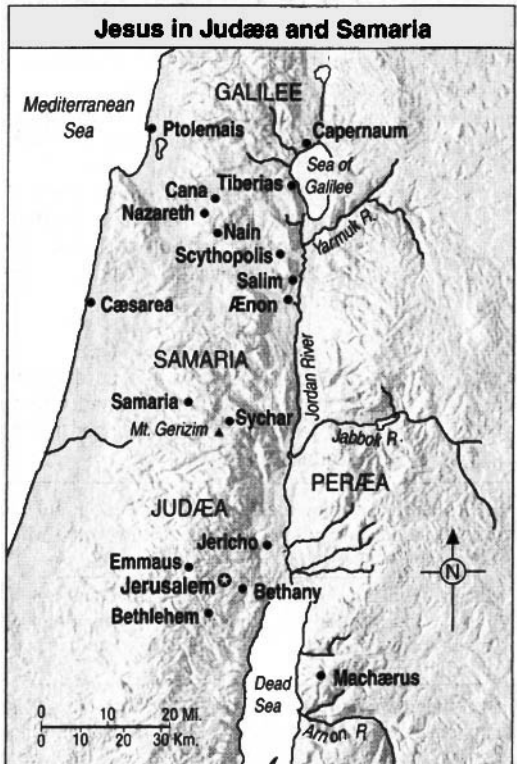 Jesus in Judæa and Samaria
GALILEE
Mediterranean
Sea
Ptolemais
Capernaum
Sea of
Galilee
Tiberias
Cana
Nazareth
Nain
Yarmuk R.
Scythopolis
Salim
Ænon
Cæsarea
SAMARIA
Jordan River
Samaria
Sychar
Mt. Gerizim
Jabbok R.
PERÆA
JUDÆA
Jericho
Emmaus
Jerusalem
Bethany
Bethlehem
N
Machærus
Dead
Sea
Arnon R.
0 10 20 Mi.
0 10 20 30 Km.